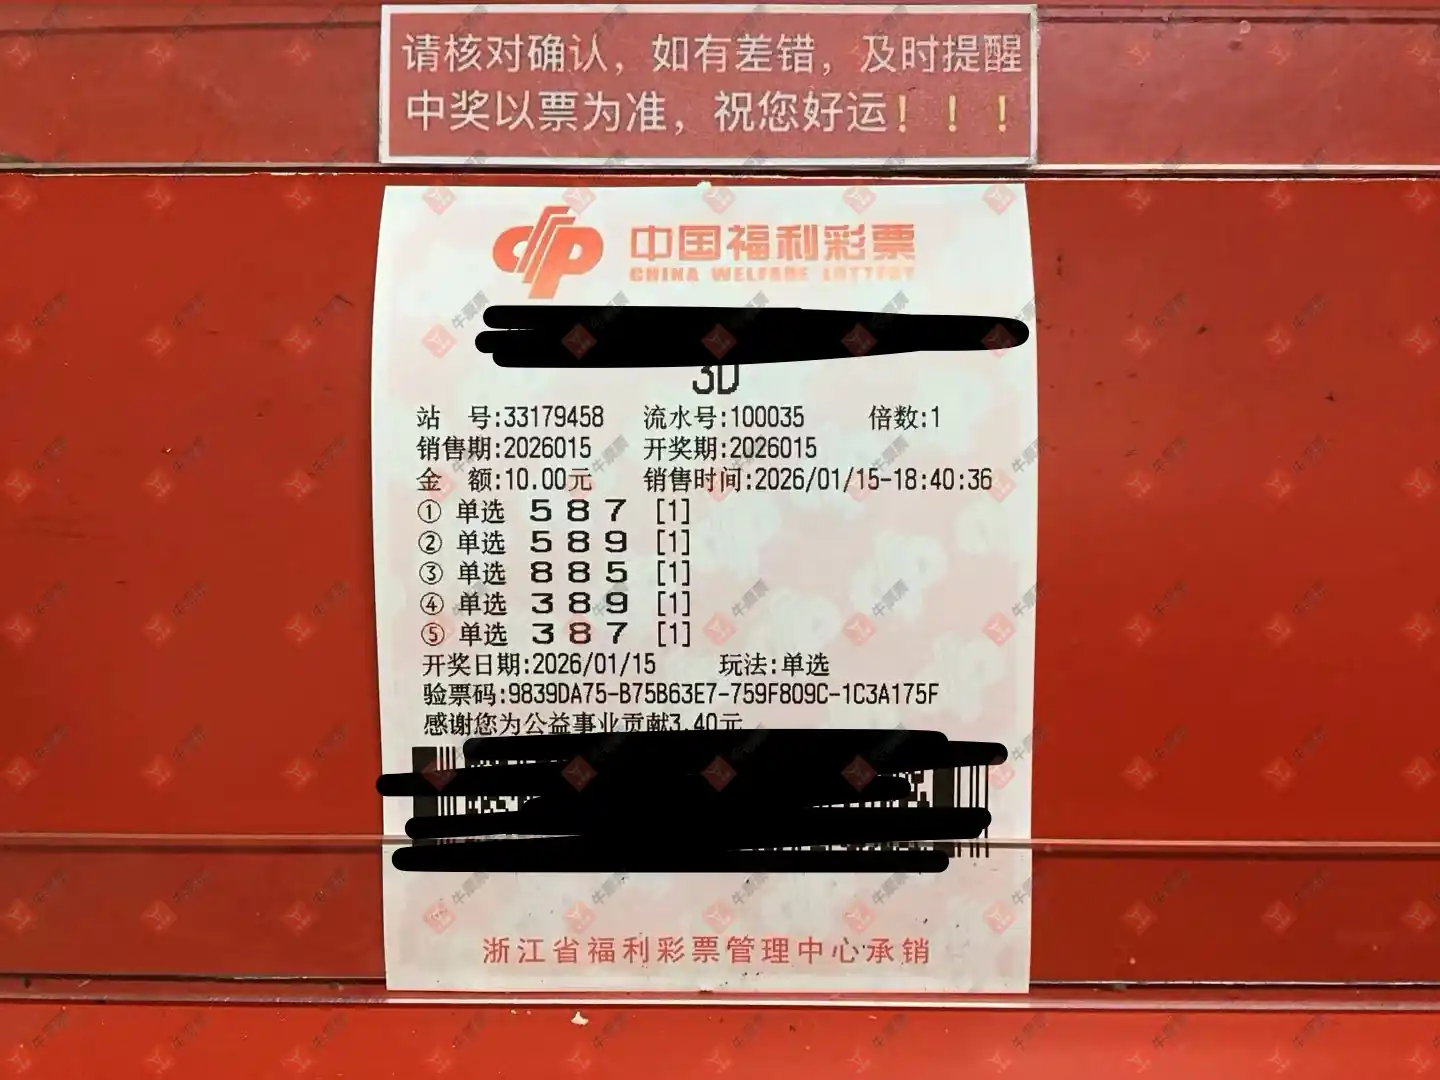 请核对确认，如有差错，及时提醒
中奖以票为准，祝您好运！！！
中国福利彩票
CHINA WELFARE LOTTERY
3D
站 号:33179458 流水号:100035 倍数:1
销售期:2026015 开奖期:2026015
金 额:10.00元 销售时间:2026/01/15-18:40:36
① 单选 5 8 7 [1]
② 单选 5 8 9 [1]
③ 单选 8 8 5 [1]
④ 单选 3 8 9 [1]
⑤ 单选 3 8 7 [1]
开奖日期:2026/01/15 玩法:单选
验票码:9839DA75-B75B63E7-759F809C-1C3A175F
感谢您为公益事业贡献3.40元
浙江省福利彩票管理中心承销